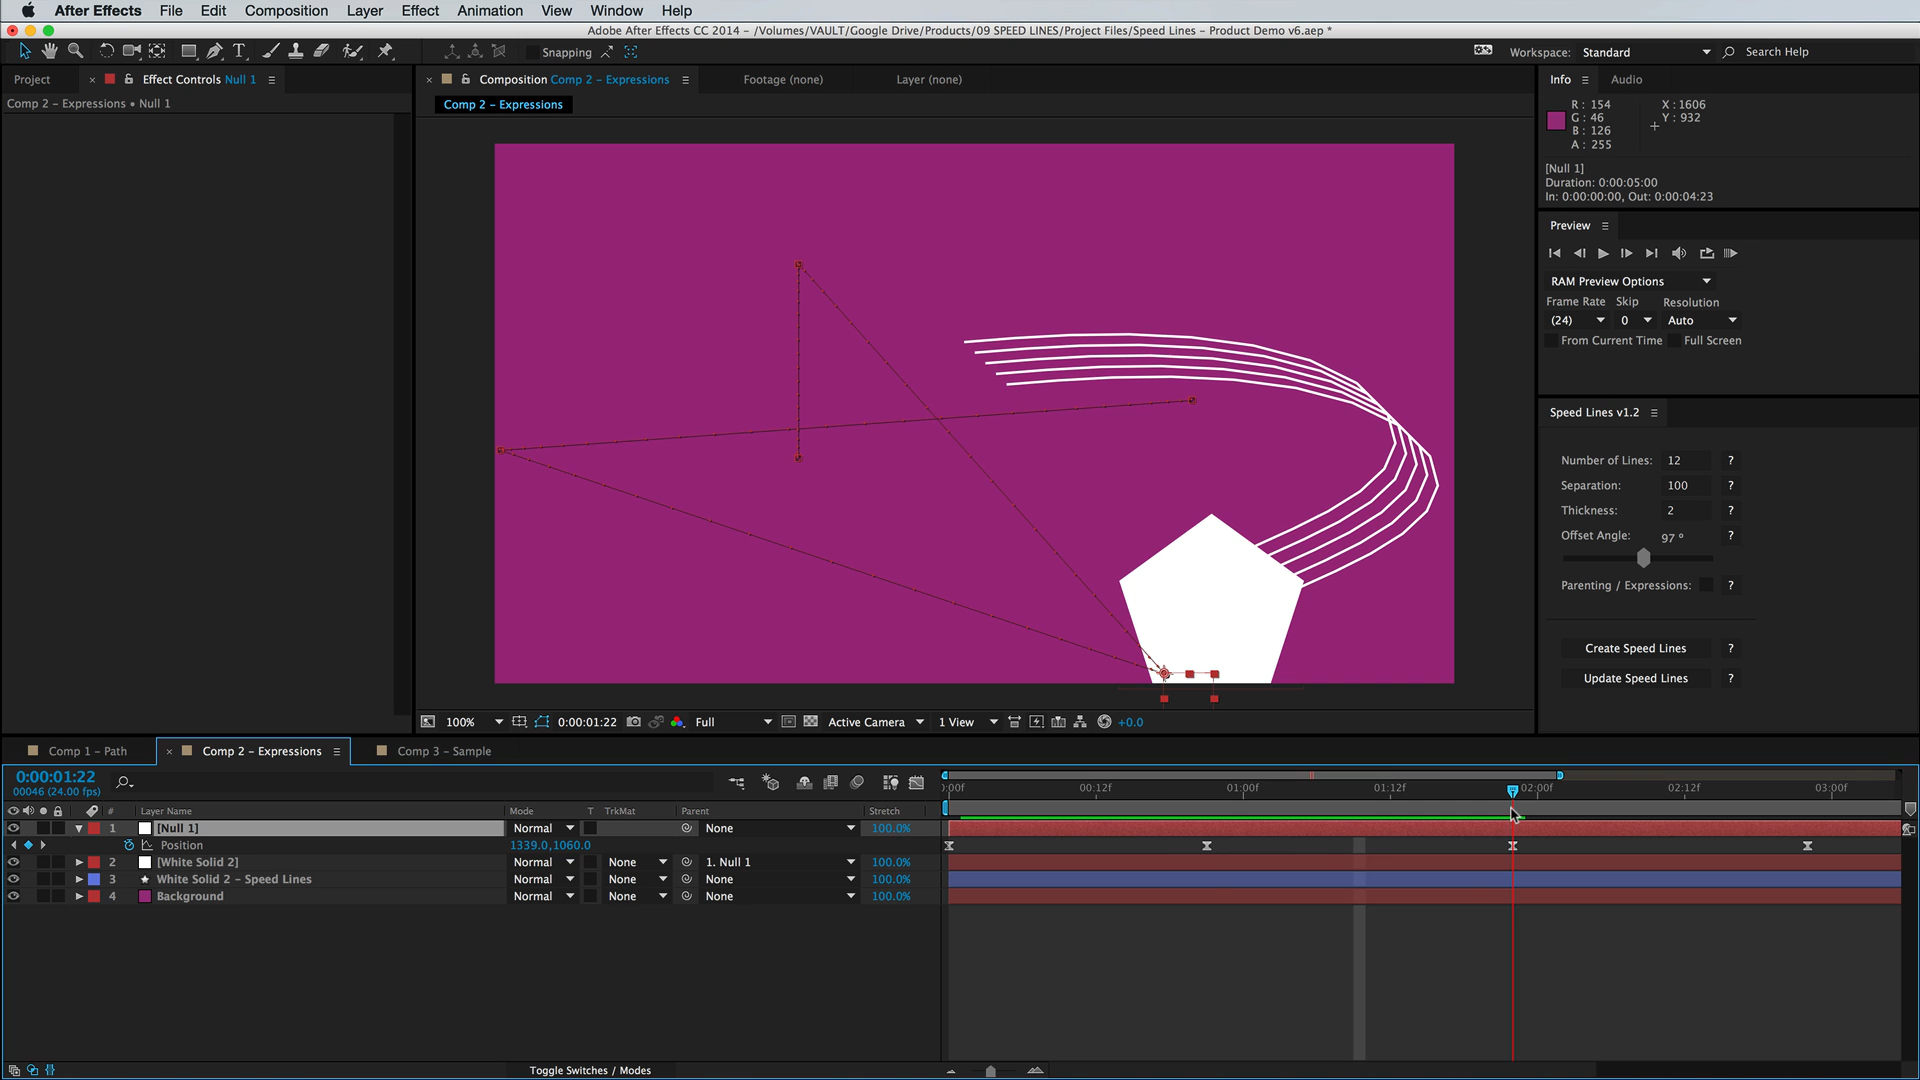 After Effects File Edit Composition Layer Effect Animation View Window Help
Adobe After Effects CC 2014 – /Volumes/VAULT/Google Drive/Products/09 SPEED LINES/Project Files/Speed Lines – Product Demo v6.aep *
T Snapping Workspace: Standard Search Help
Project × Effect Controls Null 1 × Composition Comp 2 – Expressions Footage (none) Layer (none) Info Audio
Comp 2 – Expressions • Null 1
Comp 2 – Expressions
R : 154 X : 1606
G : 46 Y : 932
B : 126
A : 255
[Null 1]
Duration: 0:00:05:00
In: 0:00:00:00, Out: 0:00:04:23
Preview
RAM Preview Options
Frame Rate Skip Resolution
(24) 0 Auto
From Current Time Full Screen
Speed Lines v1.2
Number of Lines: 12 ?
Separation: 100 ?
Thickness: 2 ?
Offset Angle: 97 º ?
Parenting / Expressions: ?
Create Speed Lines ?
Update Speed Lines ?
100% 0:00:01:22 Full Active Camera 1 View +0.0
Comp 1 – Path × Comp 2 – Expressions Comp 3 – Sample
0:00:01:22
00046 (24.00 fps)
):00f 00:12f 01:00f 01:12f 02:00f 02:12f 03:00f
# Layer Name Mode T TrkMat Parent Stretch
1 [Null 1] Normal None 100.0%
Position 1339.0,1060.0
2 [White Solid 2] Normal None 1. Null 1 100.0%
3 White Solid 2 – Speed Lines Normal None None 100.0%
4 Background Normal None None 100.0%
Toggle Switches / Modes